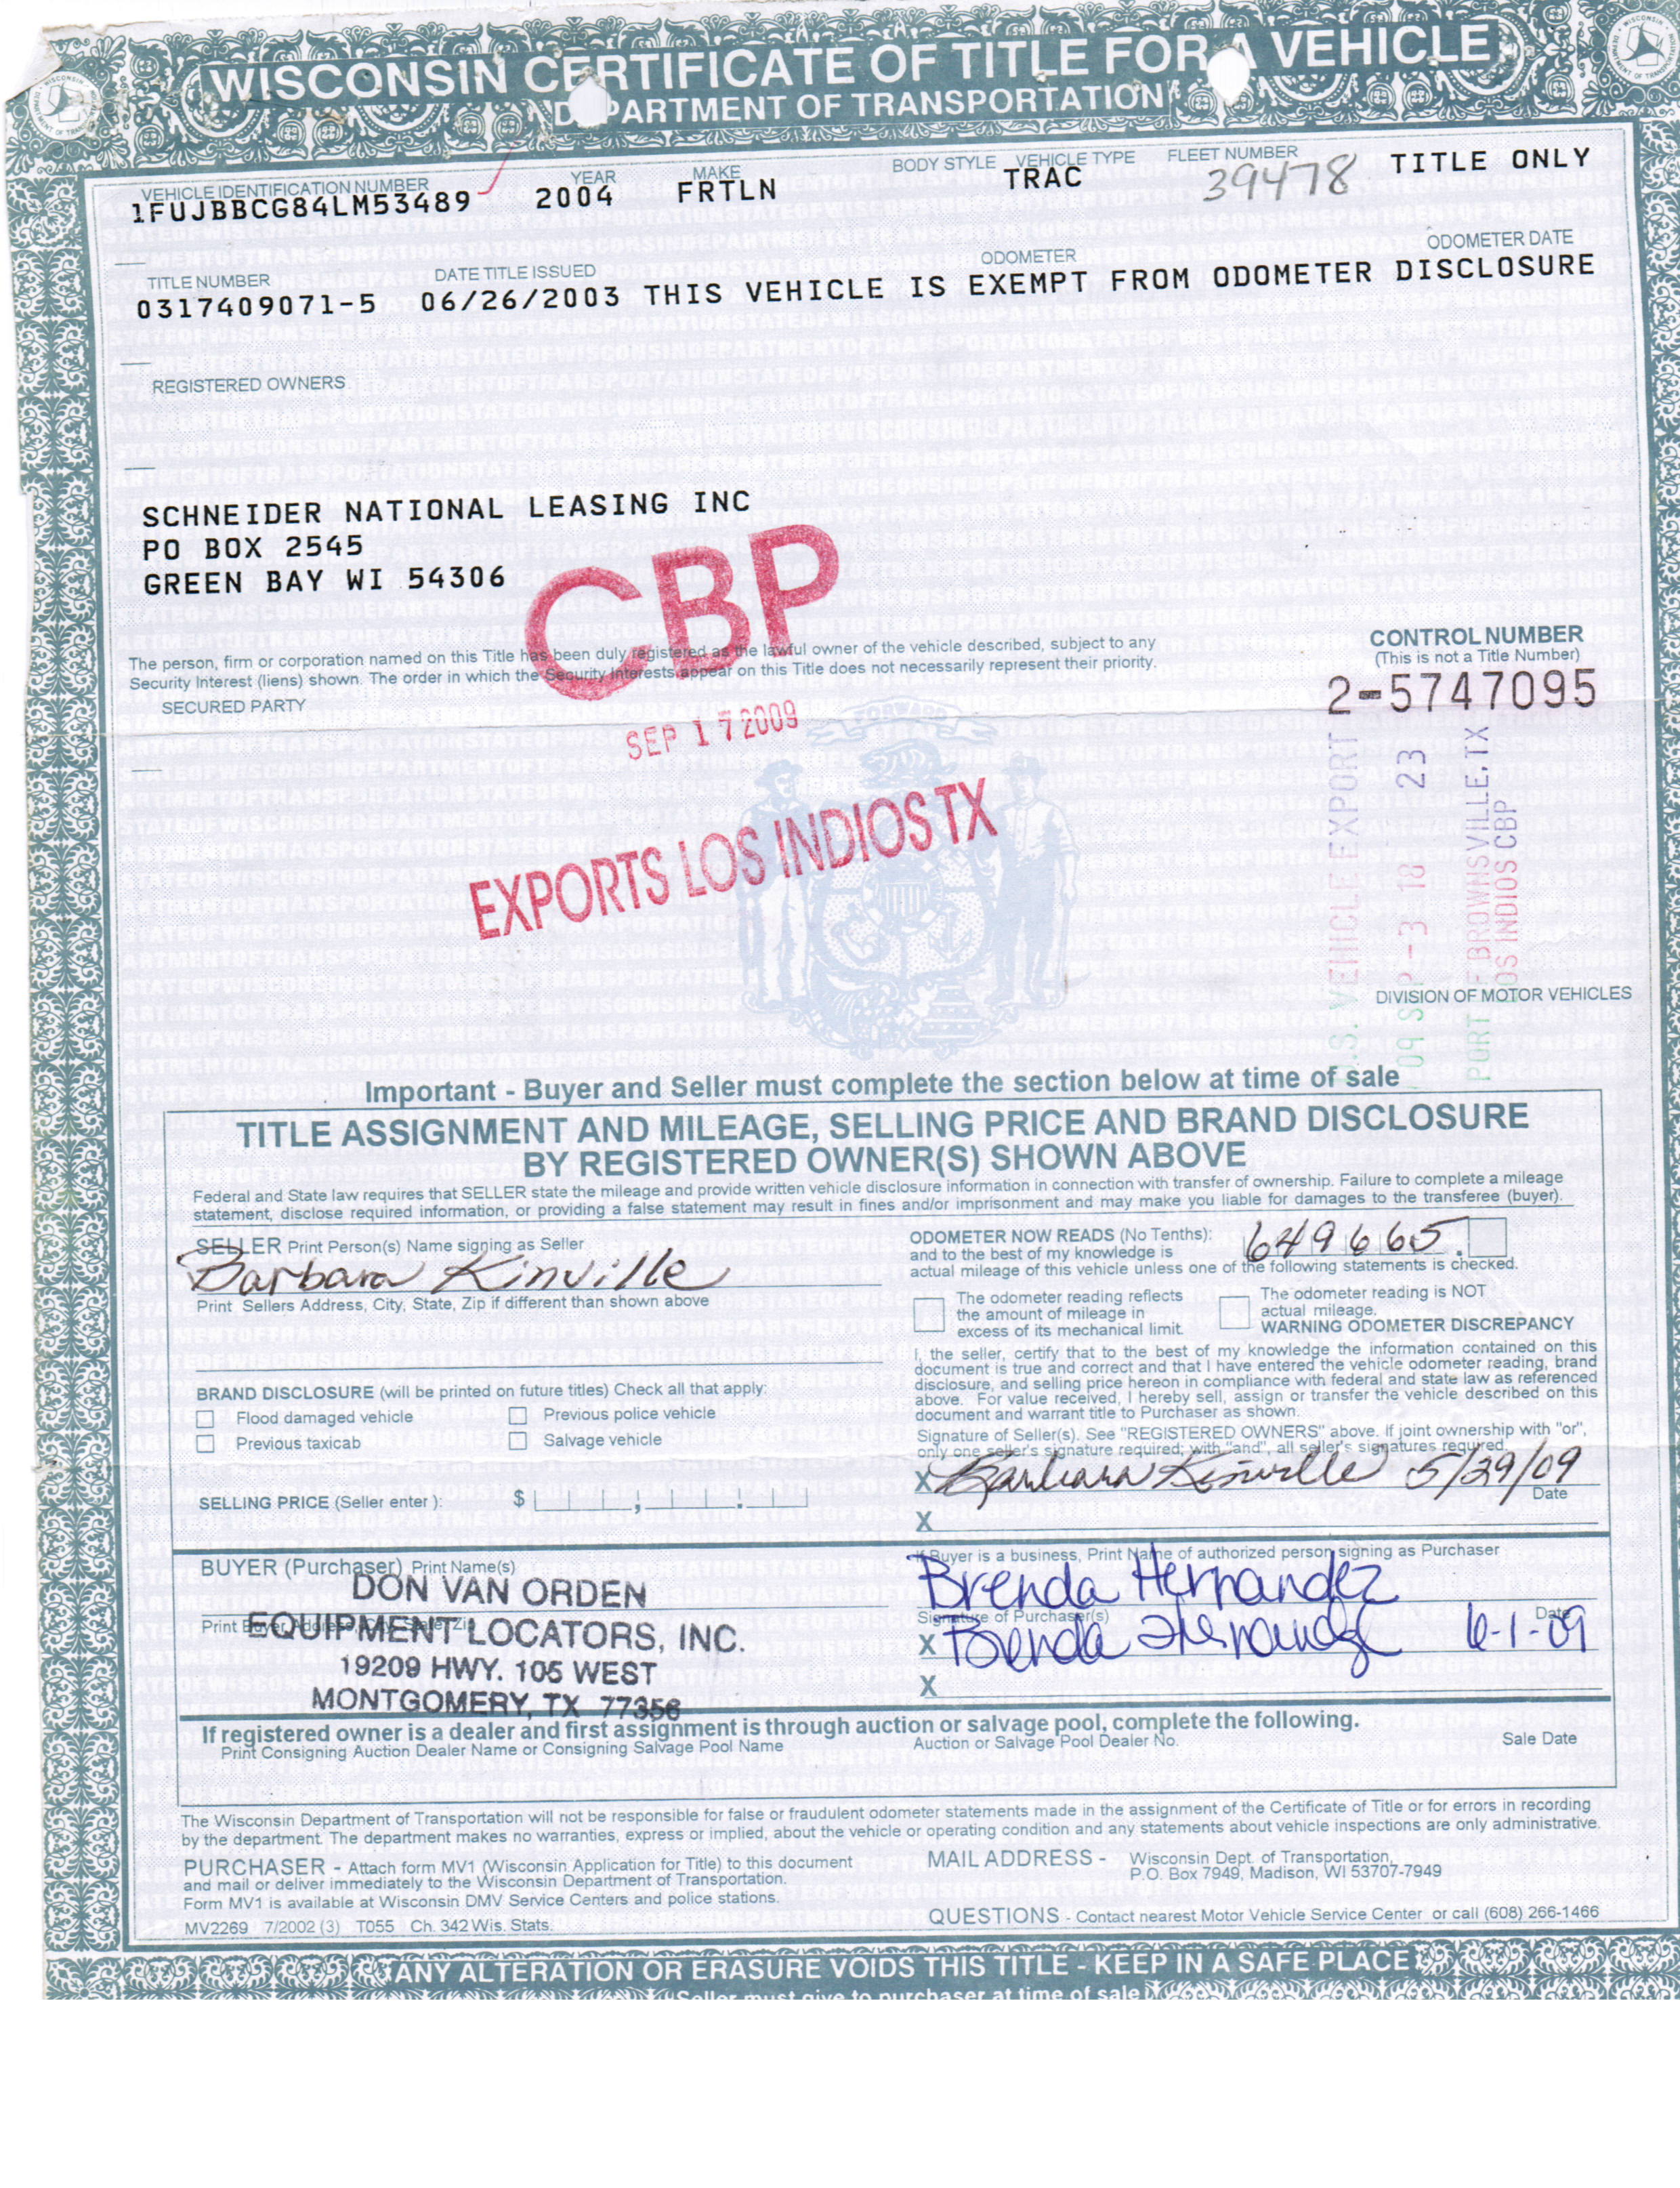 WISCONSIN CERTIFICATE OF TITLE FOR A VEHICLE
DEPARTMENT OF TRANSPORTATION
VEHICLE IDENTIFICATION NUMBER YEAR MAKE BODY STYLE VEHICLE TYPE FLEET NUMBER
1FUJBBCG84LM53489 2004 FRTLN TRAC 39478 TITLE ONLY
TITLE NUMBER DATE TITLE ISSUED ODOMETER ODOMETER DATE
0317409071-5 06/26/2003 THIS VEHICLE IS EXEMPT FROM ODOMETER DISCLOSURE
REGISTERED OWNERS
SCHNEIDER NATIONAL LEASING INC
PO BOX 2545
GREEN BAY WI 54306
CBP
The person, firm or corporation named on this Title has been duly registered as the lawful owner of the vehicle described, subject to any
Security Interest (liens) shown. The order in which the Security Interests appear on this Title does not necessarily represent their priority.
SECURED PARTY
CONTROL NUMBER
(This is not a Title Number)
2-5747095
SEP 17 2009
FORWARD
EXPORTS LOS INDIOS TX
U.S. VEHICLE EXPORT
'09 SEP -3 18 23
PORT OF BROWNSVILLE, TX
LOS INDIOS CBP
DIVISION OF MOTOR VEHICLES
Important - Buyer and Seller must complete the section below at time of sale
TITLE ASSIGNMENT AND MILEAGE, SELLING PRICE AND BRAND DISCLOSURE
BY REGISTERED OWNER(S) SHOWN ABOVE
Federal and State law requires that SELLER state the mileage and provide written vehicle disclosure information in connection with transfer of ownership. Failure to complete a mileage
statement, disclose required information, or providing a false statement may result in fines and/or imprisonment and may make you liable for damages to the transferee (buyer).
SELLER Print Person(s) Name signing as Seller
Barbara Kinville
Print Sellers Address, City, State, Zip if different than shown above
BRAND DISCLOSURE (will be printed on future titles) Check all that apply:
Flood damaged vehicle Previous police vehicle
Previous taxicab Salvage vehicle
SELLING PRICE (Seller enter ): $ , .
ODOMETER NOW READS (No Tenths): 649665.
and to the best of my knowledge is
actual mileage of this vehicle unless one of the following statements is checked.
The odometer reading reflects
the amount of mileage in
excess of its mechanical limit.
The odometer reading is NOT
actual mileage.
WARNING ODOMETER DISCREPANCY
I, the seller, certify that to the best of my knowledge the information contained on this
document is true and correct and that I have entered the vehicle odometer reading, brand
disclosure, and selling price hereon in compliance with federal and state law as referenced
above. For value received, I hereby sell, assign or transfer the vehicle described on this
document and warrant title to Purchaser as shown.
Signature of Seller(s). See "REGISTERED OWNERS" above. If joint ownership with "or",
only one seller's signature required; with "and", all seller's signatures required.
X Barbara Kinville 5/29/09
Date
X
BUYER (Purchaser) Print Name(s)
DON VAN ORDEN
Print Buyer Address, City, State, Zip
EQUIPMENT LOCATORS, INC.
19209 HWY. 105 WEST
MONTGOMERY, TX 77356
If Buyer is a business, Print Name of authorized person signing as Purchaser
Brenda Hernandez
Signature of Purchaser(s) Date
X Brenda Hernandez 6-1-09
X
If registered owner is a dealer and first assignment is through auction or salvage pool, complete the following.
Print Consigning Auction Dealer Name or Consigning Salvage Pool Name Auction or Salvage Pool Dealer No. Sale Date
The Wisconsin Department of Transportation will not be responsible for false or fraudulent odometer statements made in the assignment of the Certificate of Title or for errors in recording
by the department. The department makes no warranties, express or implied, about the vehicle or operating condition and any statements about vehicle inspections are only administrative.
PURCHASER - Attach form MV1 (Wisconsin Application for Title) to this document
and mail or deliver immediately to the Wisconsin Department of Transportation.
Form MV1 is available at Wisconsin DMV Service Centers and police stations.
MV2269 7/2002 (3) T055 Ch. 342 Wis. Stats.
MAIL ADDRESS - Wisconsin Dept. of Transportation,
P.O. Box 7949, Madison, WI 53707-7949
QUESTIONS - Contact nearest Motor Vehicle Service Center or call (608) 266-1466
ANY ALTERATION OR ERASURE VOIDS THIS TITLE - KEEP IN A SAFE PLACE
Seller must give to purchaser at time of sale